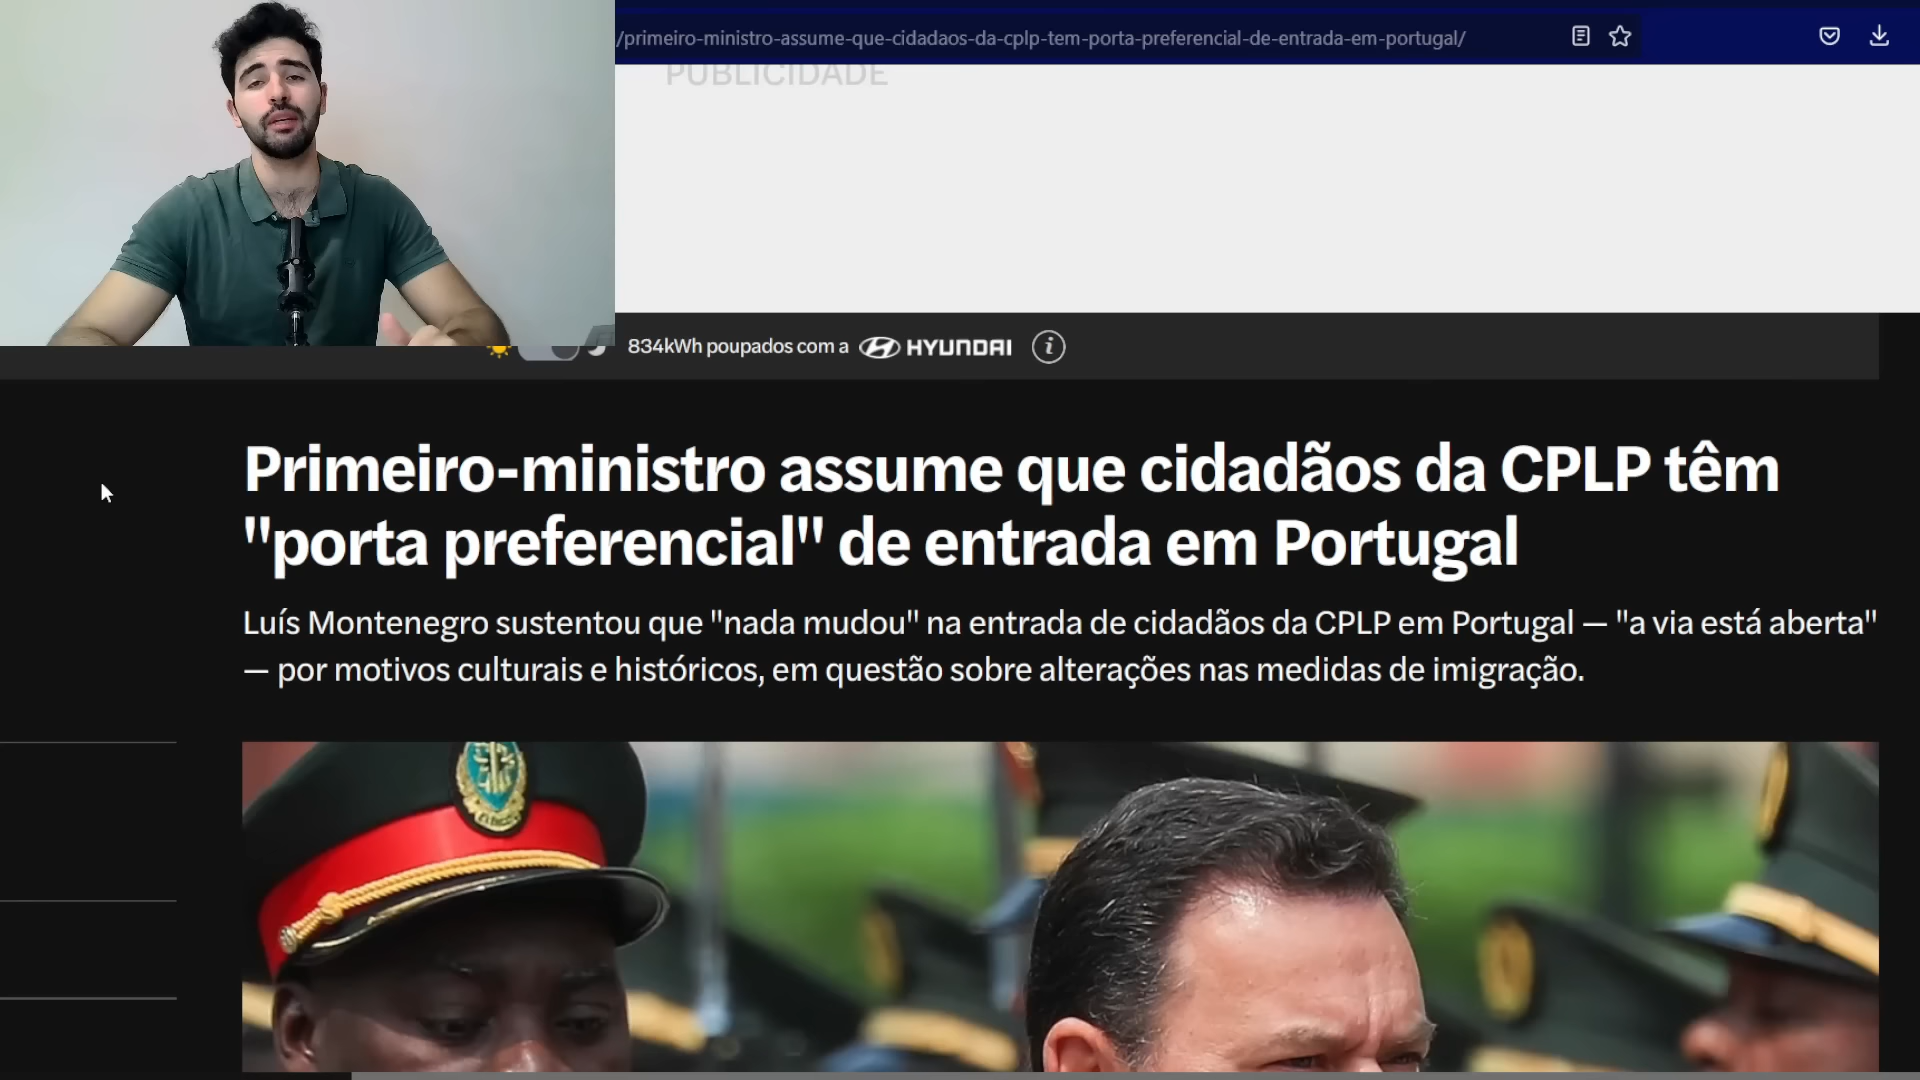 /primeiro-ministro-assume-que-cidadaos-da-cplp-tem-porta-preferencial-de-entrada-em-portugal/
PUBLICIDADE
834kWh poupados com a HYUNDAI i
Primeiro-ministro assume que cidadãos da CPLP têm
"porta preferencial" de entrada em Portugal
Luís Montenegro sustentou que "nada mudou" na entrada de cidadãos da CPLP em Portugal — "a via está aberta"
— por motivos culturais e históricos, em questão sobre alterações nas medidas de imigração.